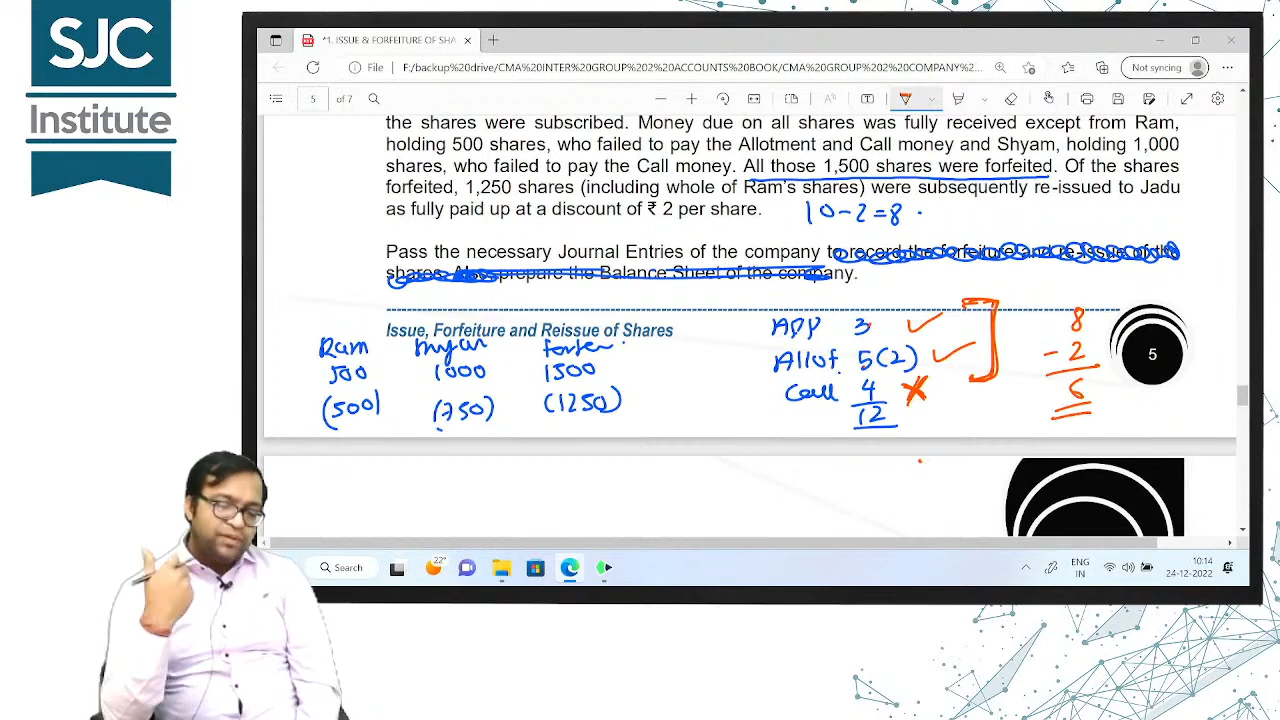 SJC
Institute
*1. ISSUE & FORFEITURE OF SHA
File
F:/backup%20drive/CMA%20INTER%20GROUP%202%20ACCOUNTS%20BOOK/CMA%20GROUP%202%20COMPANY%...
Not syncing
5 of 7
the shares were subscribed. Money due on all shares was fully received except from Ram,
holding 500 shares, who failed to pay the Allotment and Call money and Shyam, holding 1,000
shares, who failed to pay the Call money. All those 1,500 shares were forfeited. Of the shares
forfeited, 1,250 shares (including whole of Ram's shares) were subsequently re-issued to Jadu
as fully paid up at a discount of ₹ 2 per share.
10-2=8
Pass the necessary Journal Entries of the company to record the forfeiture and re-issue of the
shares. Also prepare the Balance Sheet of the company.
Issue, Forfeiture and Reissue of Shares
5
Ram
500
(500)
1000
(750)
1500
(1250)
APP 3
Allot 5(2)
Call 4
12
8
-2
6
Search
22°
ENG
IN
10:14
24-12-2022